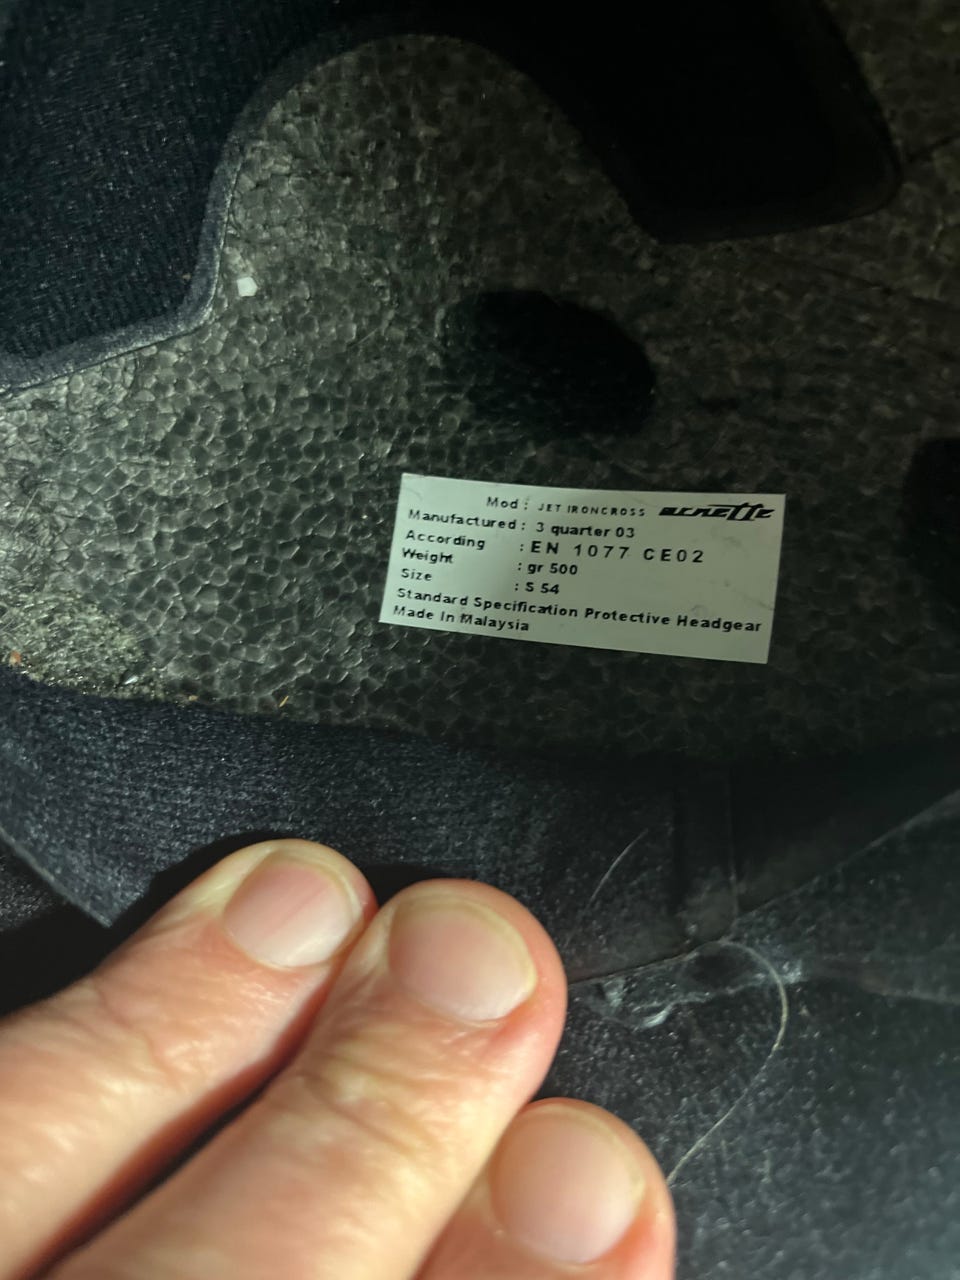 Mod : JET IRONCROSS arnette
Manufactured : 3 quarter 03
According : EN 1077 CE02
Weight : gr 500
Size : S 54
Standard Specification Protective Headgear
Made In Malaysia